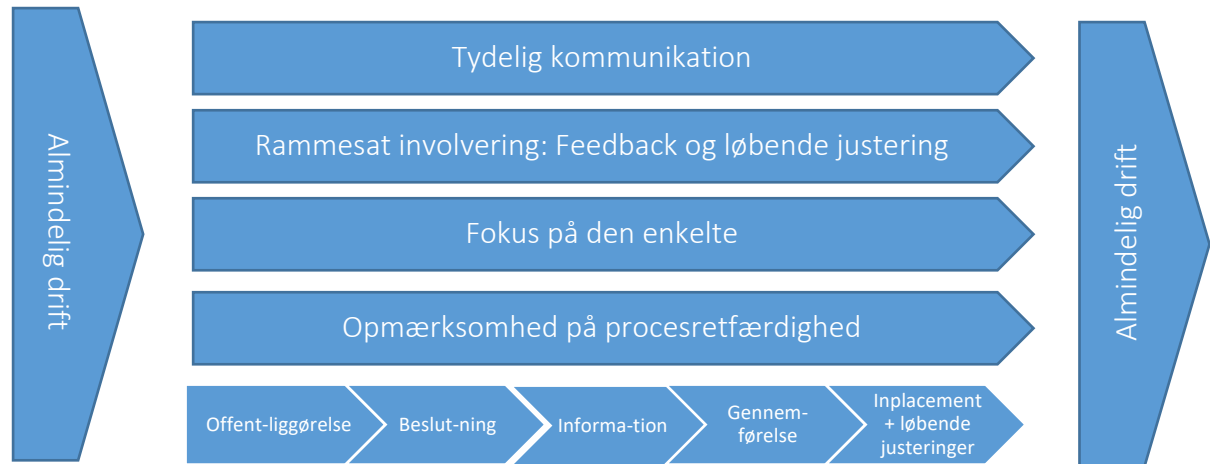 Almindelig drift
Tydelig kommunikation
Rammesat involvering: Feedback og løbende justering
Fokus på den enkelte
Opmærksomhed på procesretfærdighed
Offent-liggørelse
Beslut-ning
Informa-tion
Gennem-
førelse
Inplacement
+ løbende
justeringer
Almindelig drift